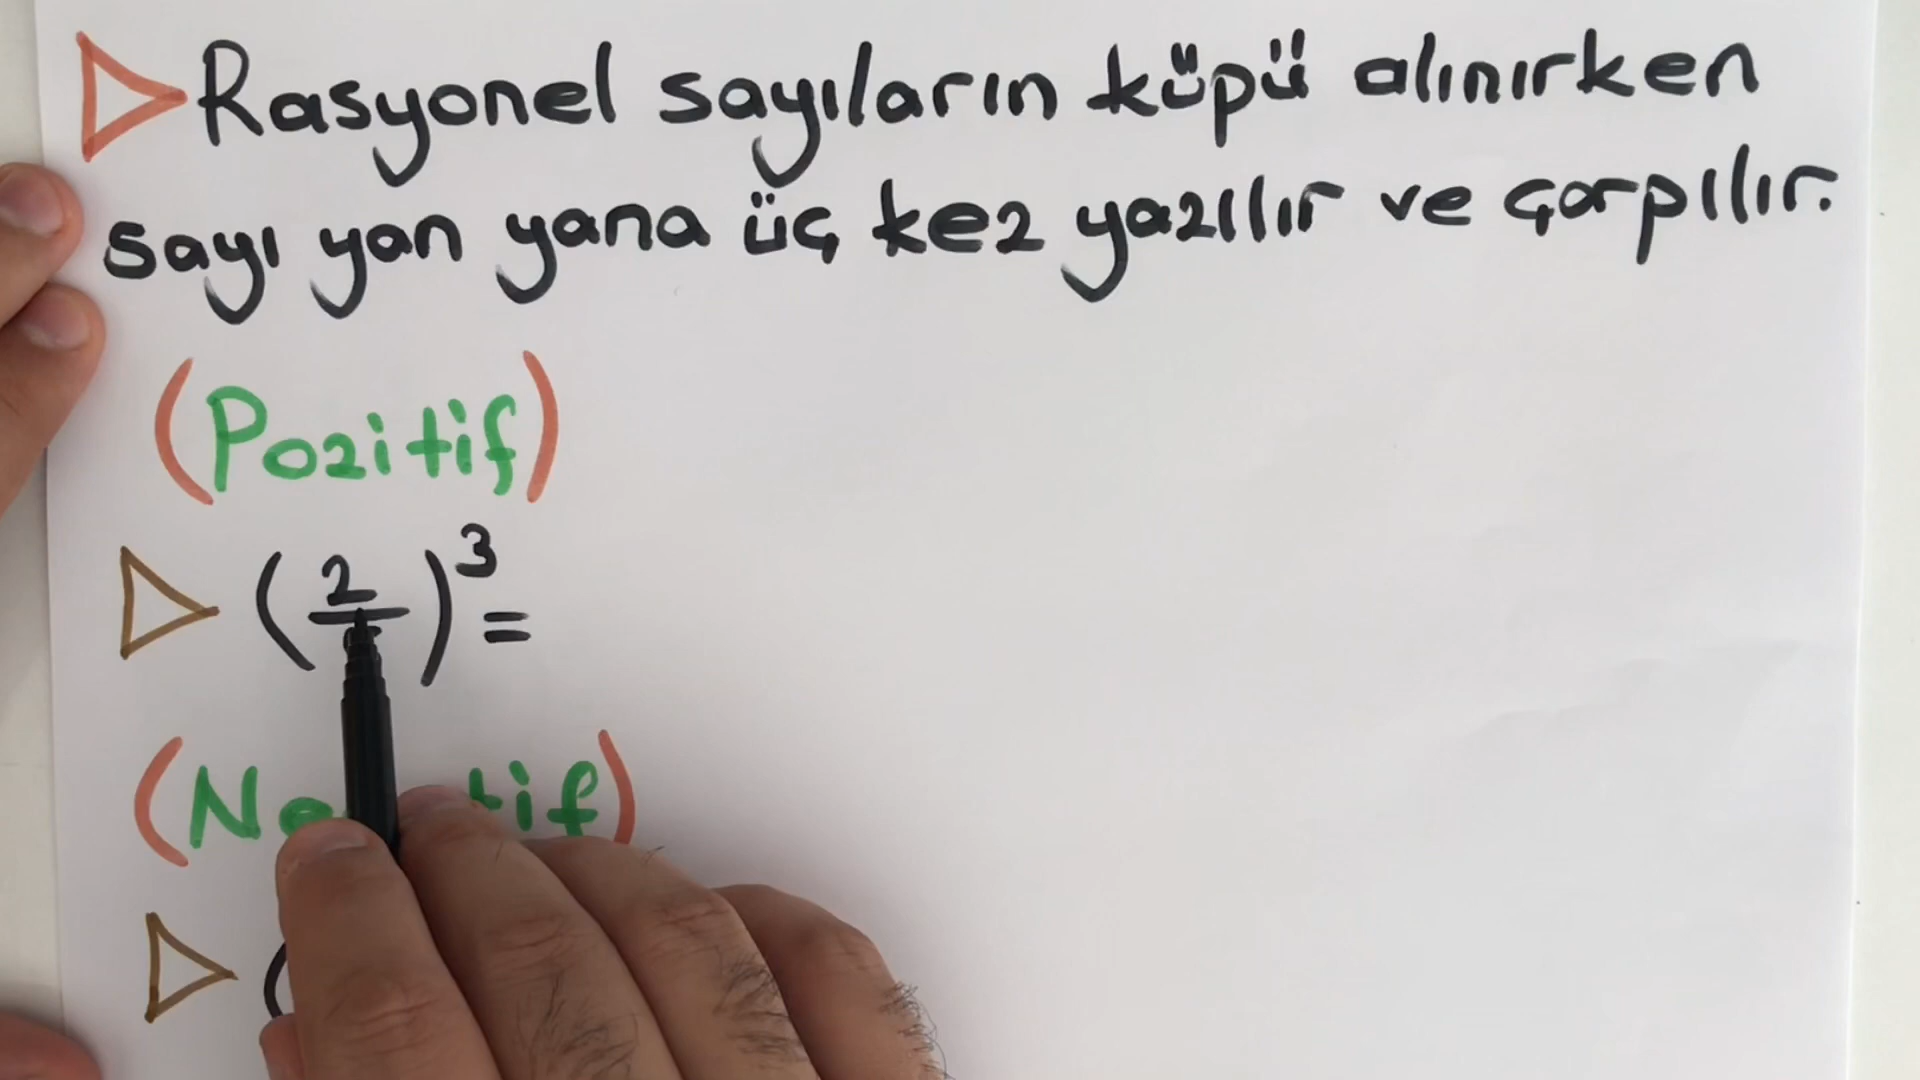 Rasyonel sayıların küpü alınırken
sayı yan yana üç kez yazılır ve çarpılır.
(Pozitif)
(2/ )³ =